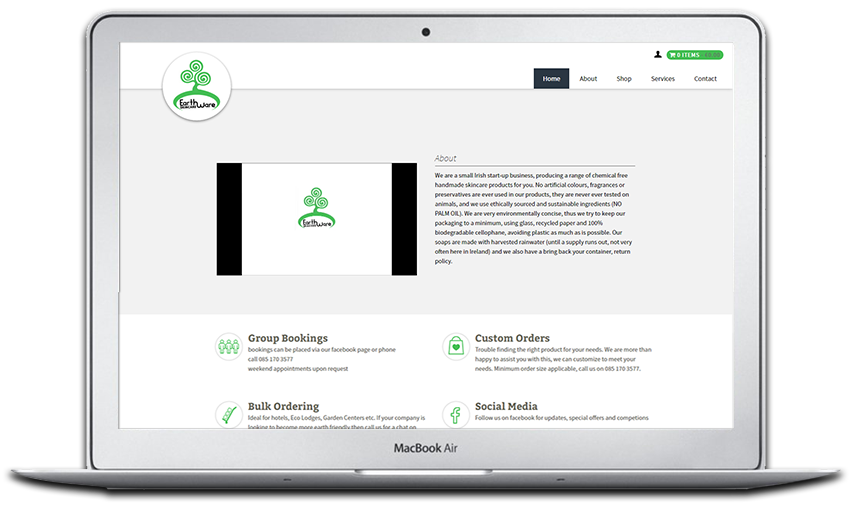 0 ITEMS
Earth Ware
Home About Shop Services Contact
About
We are a small Irish start-up business, producing a range of chemical free
handmade skincare products for you. No artificial colours, fragrances or
preservatives are ever used in our products, they are never ever tested on
animals, and we use ethically sourced and sustainable ingredients (NO
PALM OIL). We are very environmentally concise, thus we try to keep our
packaging to a minimum, using glass, recycled paper and 100%
biodegradable cellophane, avoiding plastic as much as is possible. Our
soaps are made with harvested rainwater (until a supply runs out, not very
often here in Ireland) and we also have a bring back your container, return
policy.
Earth Ware
Group Bookings
bookings can be placed via our facebook page or phone
call 085 170 3577
weekend appointments upon request
Custom Orders
Trouble finding the right product for your needs. We are more than
happy to assist you with this, we can customize to meet your
needs. Minimum order size applicable, call us on 085 170 3577.
Bulk Ordering
Ideal for hotels, Eco Lodges, Garden Centers etc. If your company is
looking to become more earth friendly then call us for a chat on
Social Media
Follow us on facebook for updates, special offers and competions
MacBook Air